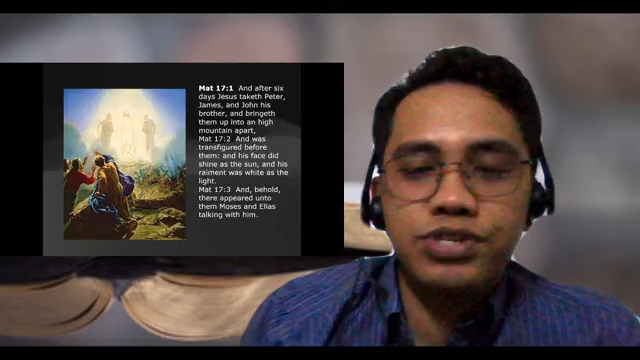 Mat 17:1 And after six
days Jesus taketh Peter,
James, and John his
brother, and bringeth
them up into an high
mountain apart,
Mat 17:2 And was
transfigured before
them: and his face did
shine as the sun, and his
raiment was white as the
light.
Mat 17:3 And, behold,
there appeared unto
them Moses and Elias
talking with him.